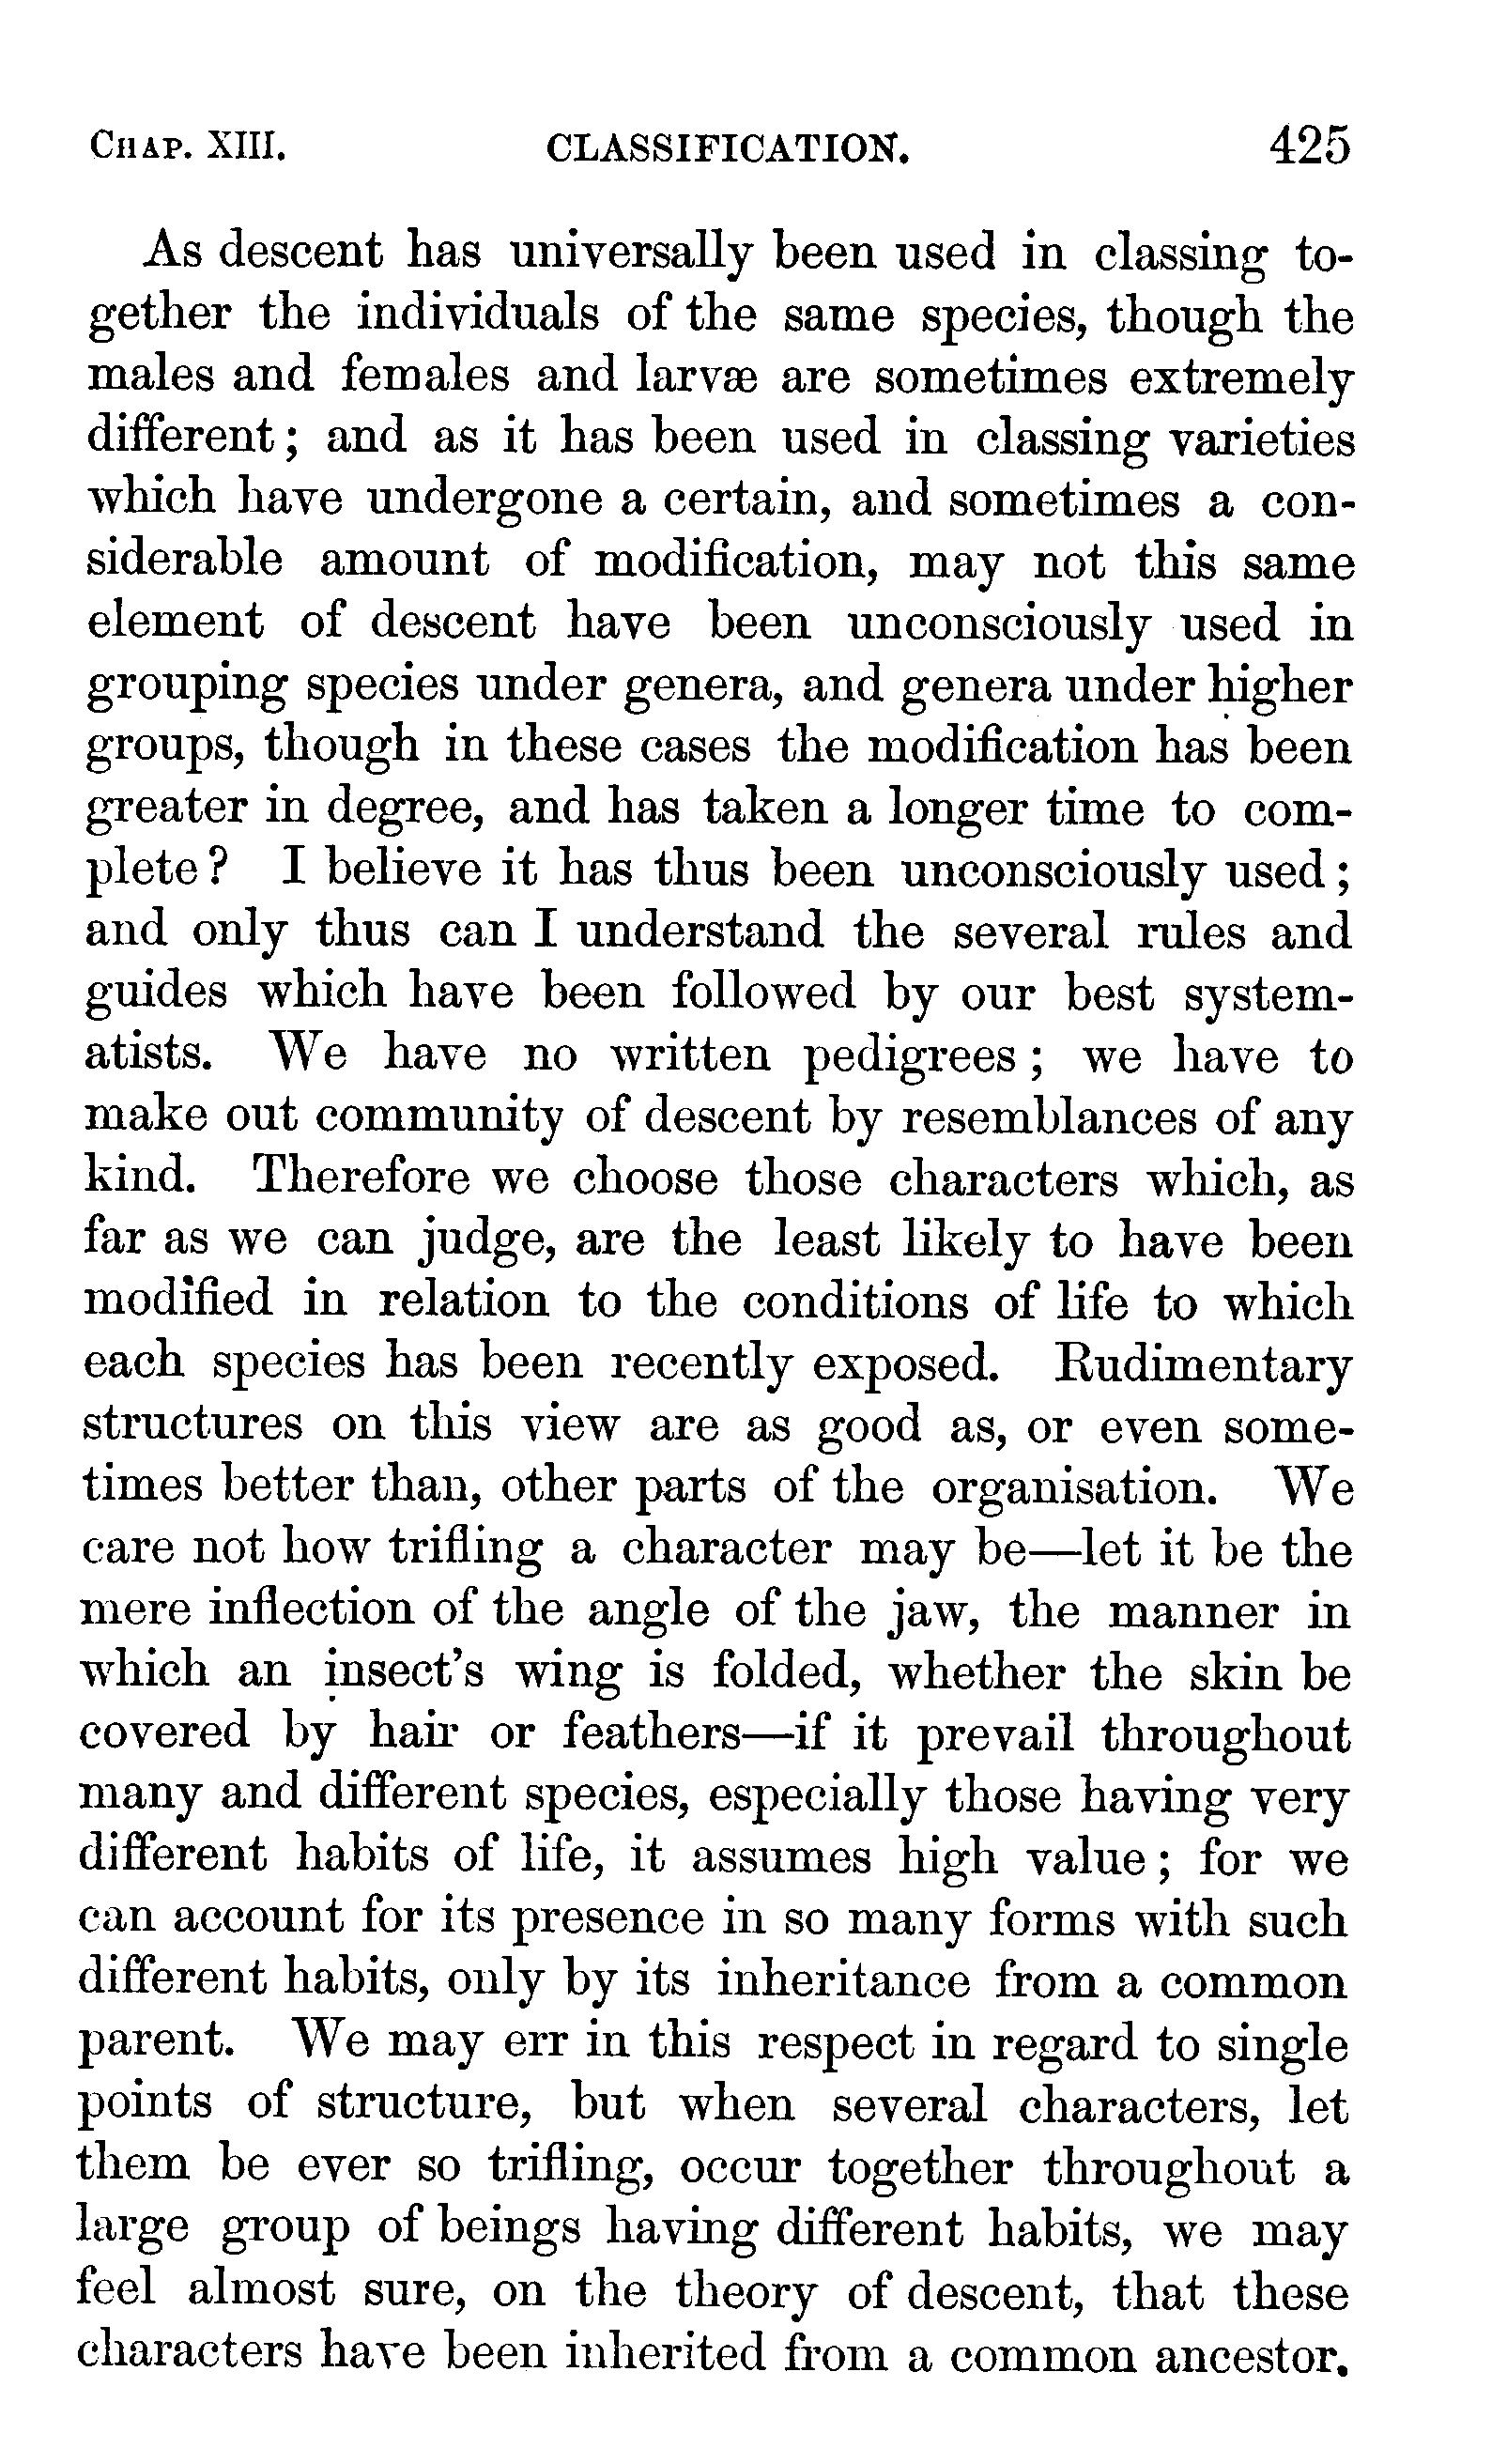 CHAP. XIII. CLASSIFICATION. 425
As descent has universally been used in classing to-
gether the individuals of the same species, though the
males and females and larvæ are sometimes extremely
different; and as it has been used in classing varieties
which have undergone a certain, and sometimes a con-
siderable amount of modification, may not this same
element of descent have been unconsciously used in
grouping species under genera, and genera under higher
groups, though in these cases the modification has been
greater in degree, and has taken a longer time to com-
plete? I believe it has thus been unconsciously used;
and only thus can I understand the several rules and
guides which have been followed by our best system-
atists. We have no written pedigrees; we have to
make out community of descent by resemblances of any
kind. Therefore we choose those characters which, as
far as we can judge, are the least likely to have been
modified in relation to the conditions of life to which
each species has been recently exposed. Rudimentary
structures on this view are as good as, or even some-
times better than, other parts of the organisation. We
care not how trifling a character may be—let it be the
mere inflection of the angle of the jaw, the manner in
which an insect's wing is folded, whether the skin be
covered by hair or feathers—if it prevail throughout
many and different species, especially those having very
different habits of life, it assumes high value; for we
can account for its presence in so many forms with such
different habits, only by its inheritance from a common
parent. We may err in this respect in regard to single
points of structure, but when several characters, let
them be ever so trifling, occur together throughout a
large group of beings having different habits, we may
feel almost sure, on the theory of descent, that these
characters have been inherited from a common ancestor.